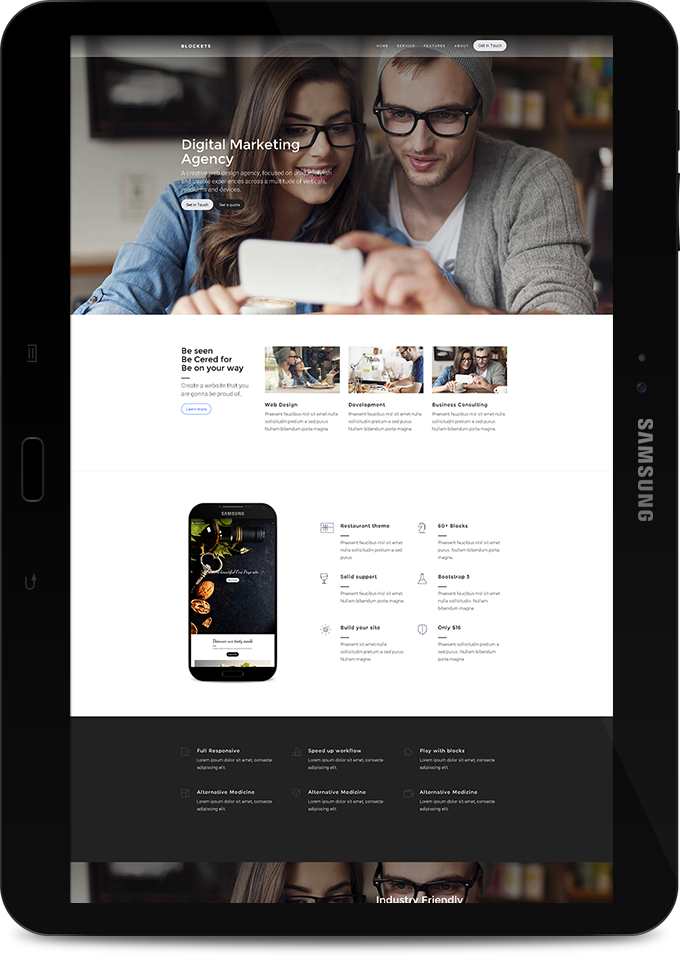 BLOCKETS
HOME SERVICE FEATURES ABOUT Get in Touch
Digital Marketing
Agency
A creative web design agency, focused on unique, stylish
and usable experiences across a multitude of verticals,
mediums and devices.
Get in Touch Get a quote
Be seen
Be Cered for
Be on your way
Create a website that you
are gonna be proud of..
Learn more
Web Design
Praesent faucibus nisl sit amet nulla
sollicitudin pretium a sed purus.
Nullam bibendum porta magna.
Development
Praesent faucibus nisl sit amet nulla
sollicitudin pretium a sed purus.
Nullam bibendum porta magna.
Business Consulting
Praesent faucibus nisl sit amet nulla
sollicitudin pretium a sed purus.
Nullam bibendum porta magna.
SAMSUNG
SAMSUNG
beautiful One Page site
Discover our tasty meals
Restaurant theme
Praesent faucibus nisl sit amet
nulla sollicitudin pretium a sed
purus.
60+ Blocks
Praesent faucibus nisl sit amet
purus. Nullam bibendum porta
magna.
Solid support
Praesent faucibus nisl sit amet.
Nullam bibendum porta magna.
Bootstrap 3
Praesent faucibus nisl sit amet
nulla sollicitudin. Nullam
bibendum magna.
Build your site
Praesent sit amet nulla
sollicitudin pretium a sed purus.
Nullam magna.
Only $16
Praesent sollicitudin pretium a
sed purus. Nullam bibendum
porta magna.
Full Responsive
Lorem ipsum dolor sit amet, consecte
adipiscing elit.
Speed up workflow
Lorem ipsum dolor sit amet, consecte
adipiscing elit.
Play with blocks
Lorem ipsum dolor sit amet, consecte
adipiscing elit.
Alternative Medicine
Lorem ipsum dolor sit amet, consecte
adipiscing elit.
Alternative Medicine
Lorem ipsum dolor sit amet, consecte
adipiscing elit.
Alternative Medicine
Lorem ipsum dolor sit amet, consecte
adipiscing elit.
Industry Friendly